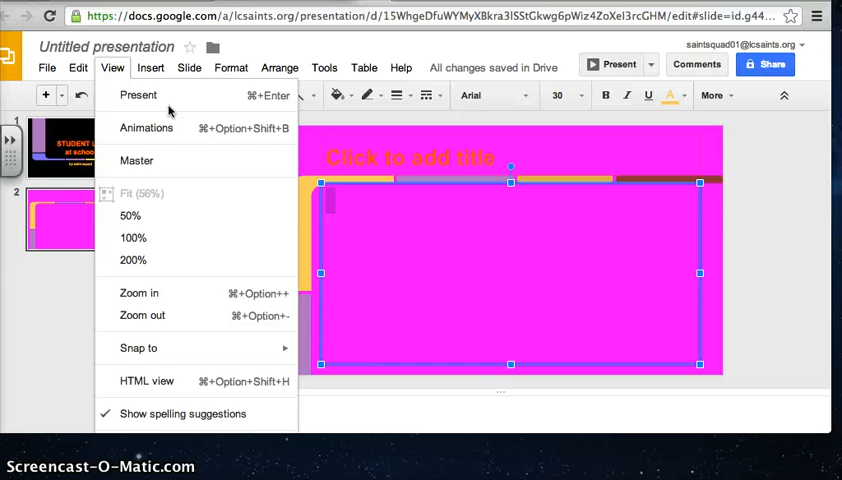 https://docs.google.com/a/lcsaints.org/presentation/d/15WhgeDfuWYMyXBkra3lSStGkwg6pWiz4ZoXeI3rcGHM/edit#slide=id.g44...
Untitled presentation
saintsquad01@lcsaints.org
File Edit View Insert Slide Format Arrange Tools Table Help All changes saved in Drive
Present Comments Share
Present ⌘+Enter
Arial 30 B I U A More
Animations ⌘+Option+Shift+B
Master
Fit (56%)
50%
100%
200%
Zoom in ⌘+Option++
Zoom out ⌘+Option+-
Snap to
HTML view ⌘+Option+Shift+H
Show spelling suggestions
1
STUDENT
at school
2
Click to add title
Screencast-O-Matic.com